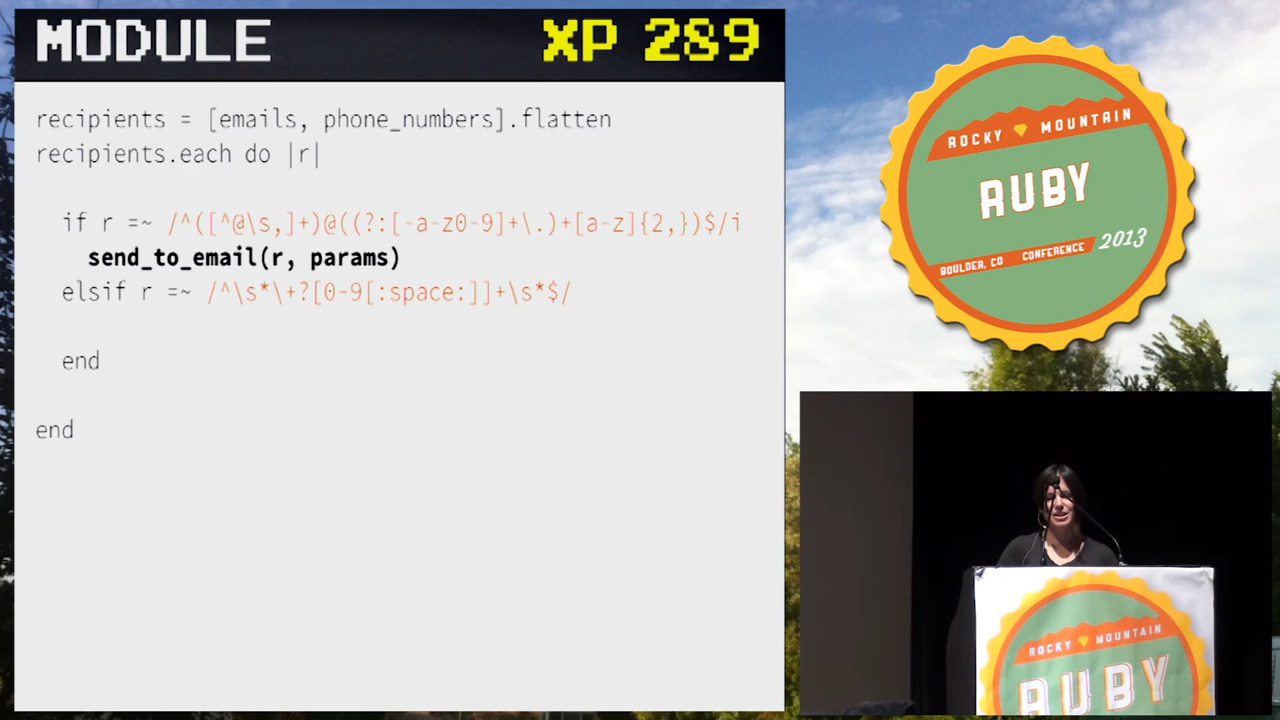 MODULE XP 289
recipients = [emails, phone_numbers].flatten
recipients.each do |r|
if r =~ /^([^@\s,]+)@((?:[-a-z0-9]+\.)+[a-z]{2,})$/i
send_to_email(r, params)
elsif r =~ /^\s*\+?[0-9[:space:]]+\s*$/
end
end
ROCKY MOUNTAIN
RUBY
BOULDER, CO CONFERENCE 2013
ROCKY MOUNTAIN
RUBY